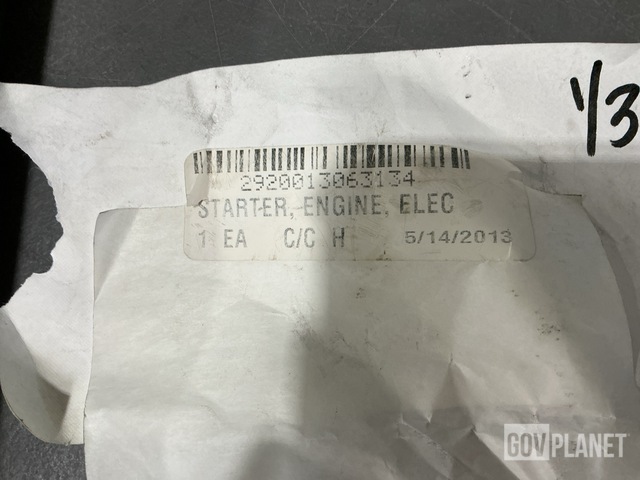 1/3
2920013063134
STARTER, ENGINE, ELEC
1 EA C/C H 5/14/2013
GOVPLANET